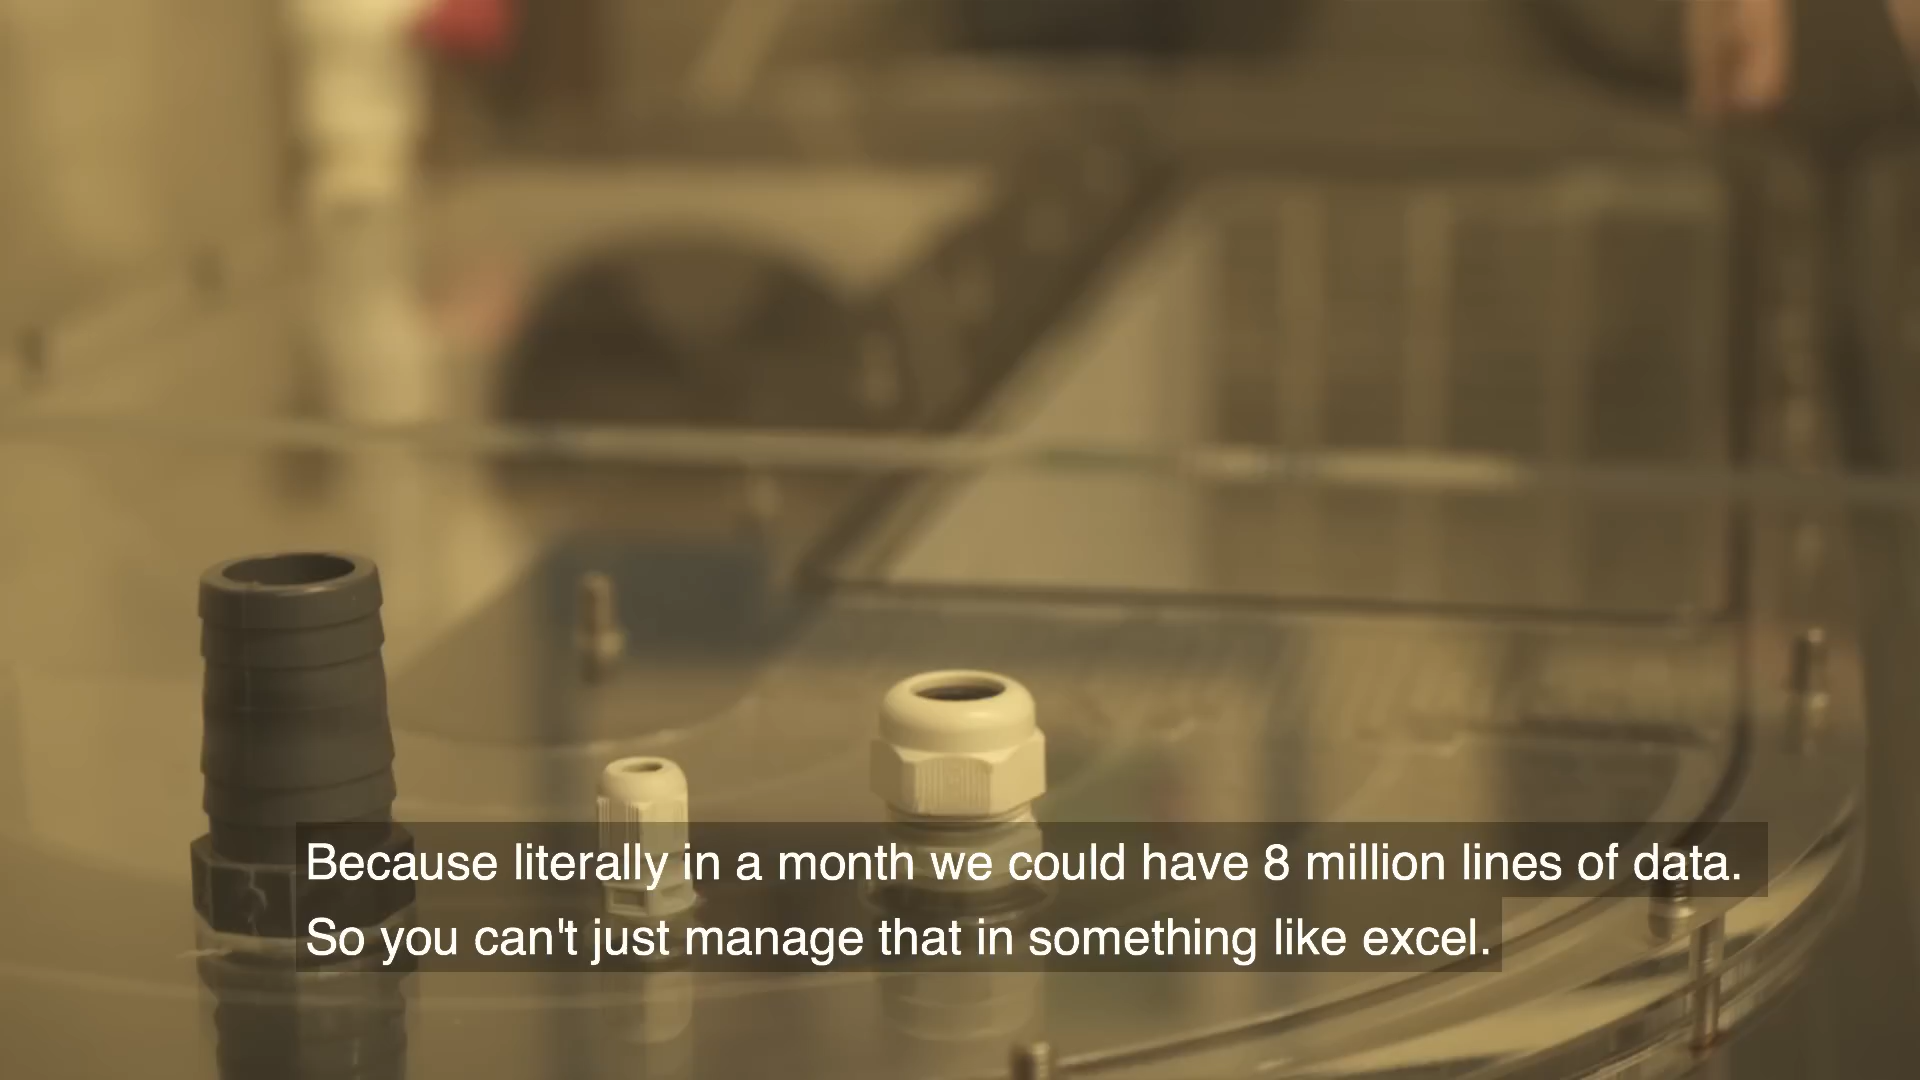 Because literally in a month we could have 8 million lines of data.
So you can't just manage that in something like excel.